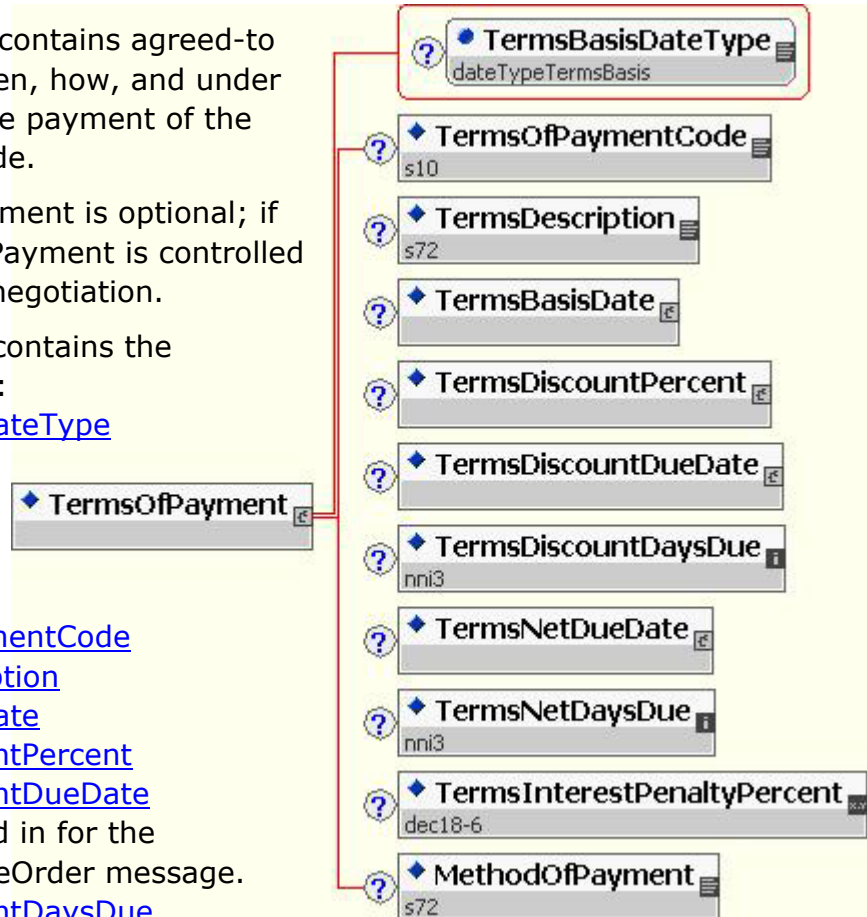 contains agreed-to
en, how, and under
e payment of the
de.
ment is optional; if
Payment is controlled
negotiation.
contains the
:
ateType
mentCode
otion
ate
ntPercent
ntDueDate
d in for the
eOrder message.
ntDaysDue
TermsOfPayment
? TermsBasisDateType
dateTypeTermsBasis
? TermsOfPaymentCode
s10
? TermsDescription
s72
? TermsBasisDate
? TermsDiscountPercent
? TermsDiscountDueDate
? TermsDiscountDaysDue
nni3
? TermsNetDueDate
? TermsNetDaysDue
nni3
? TermsInterestPenaltyPercent
dec18-6
? MethodOfPayment
s72